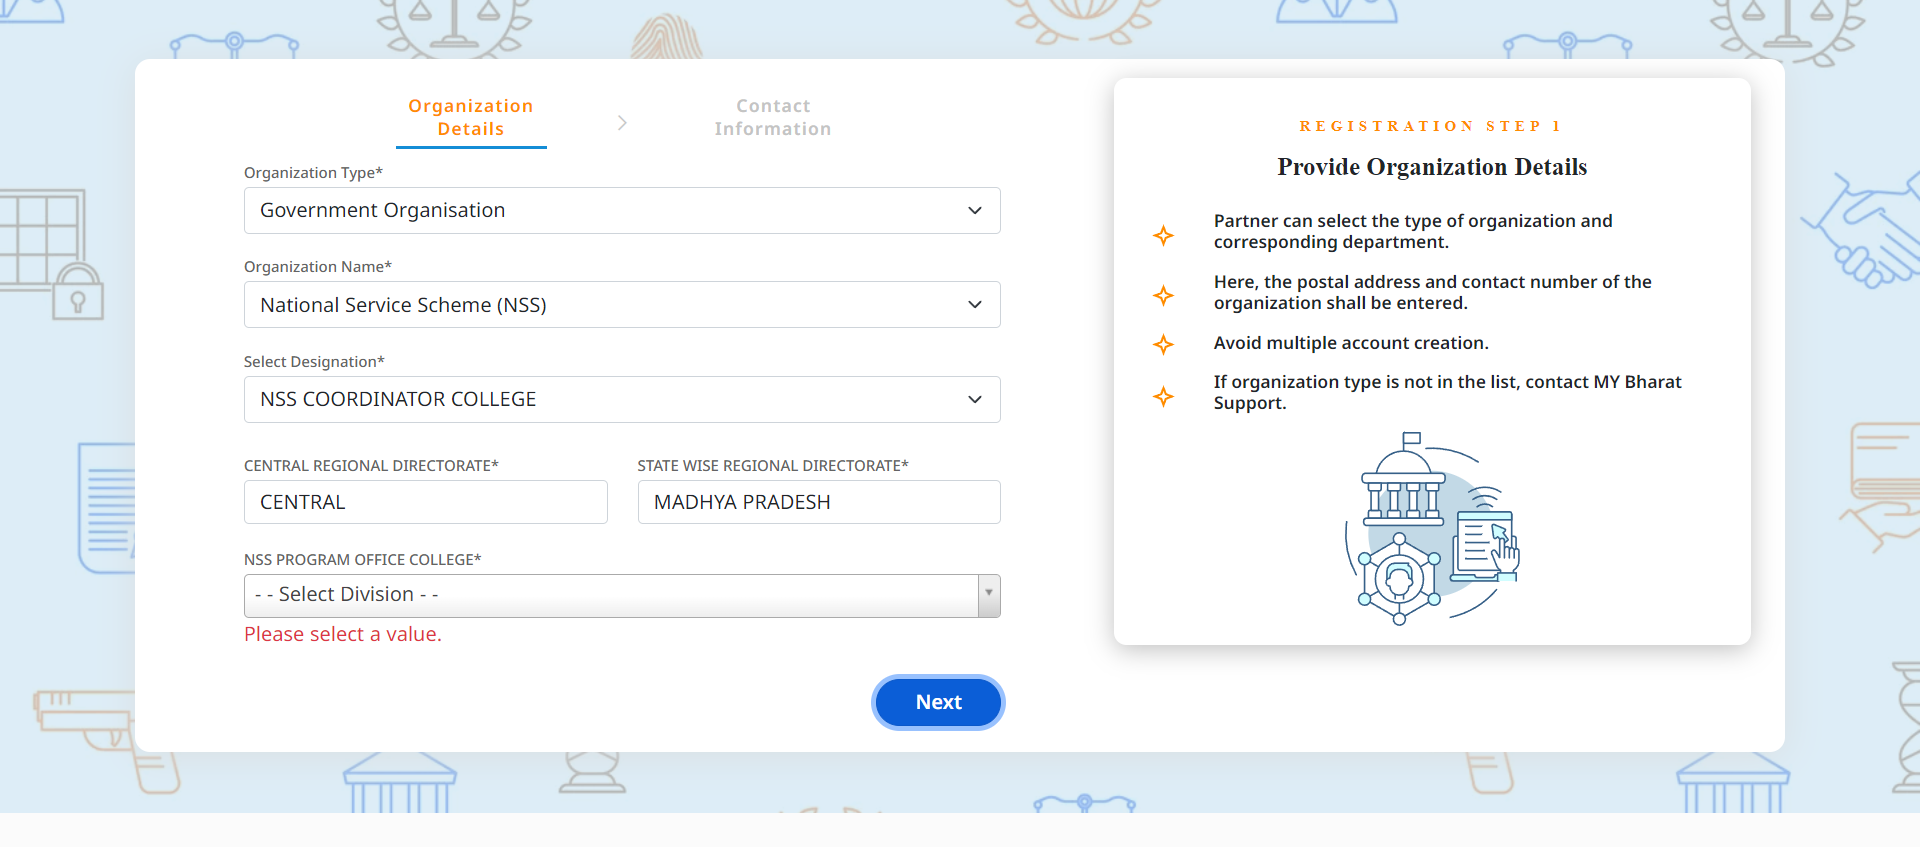 Organization
Details
Contact
Information
Organization Type*
Government Organisation
Organization Name*
National Service Scheme (NSS)
Select Designation*
NSS COORDINATOR COLLEGE
CENTRAL REGIONAL DIRECTORATE*
STATE WISE REGIONAL DIRECTORATE*
CENTRAL
MADHYA PRADESH
NSS PROGRAM OFFICE COLLEGE*
- - Select Division - -
Please select a value.
Next
REGISTRATION STEP 1
Provide Organization Details
Partner can select the type of organization and
corresponding department.
Here, the postal address and contact number of the
organization shall be entered.
Avoid multiple account creation.
If organization type is not in the list, contact MY Bharat
Support.